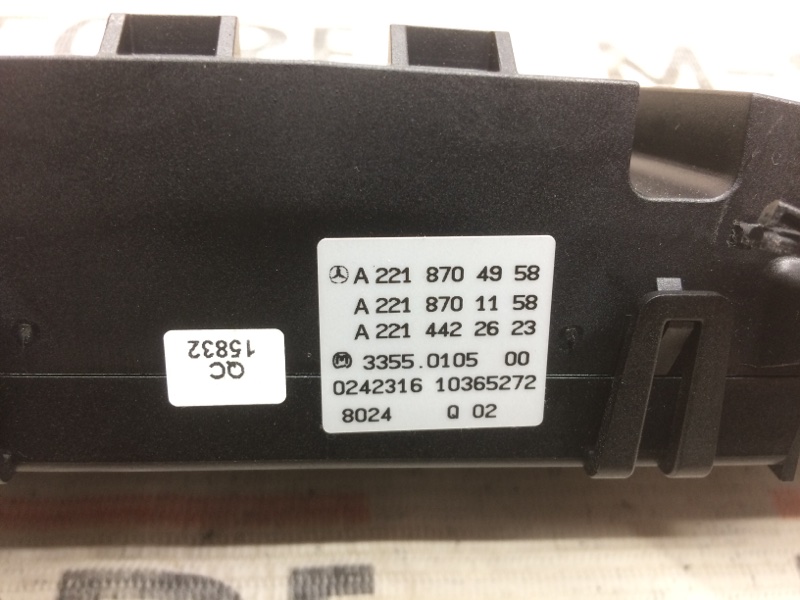 A 221 870 49 58
A 221 870 11 58
A 221 442 26 23
M 3355.0105 00
0242316 10365272
8024 Q 02
QC
15832